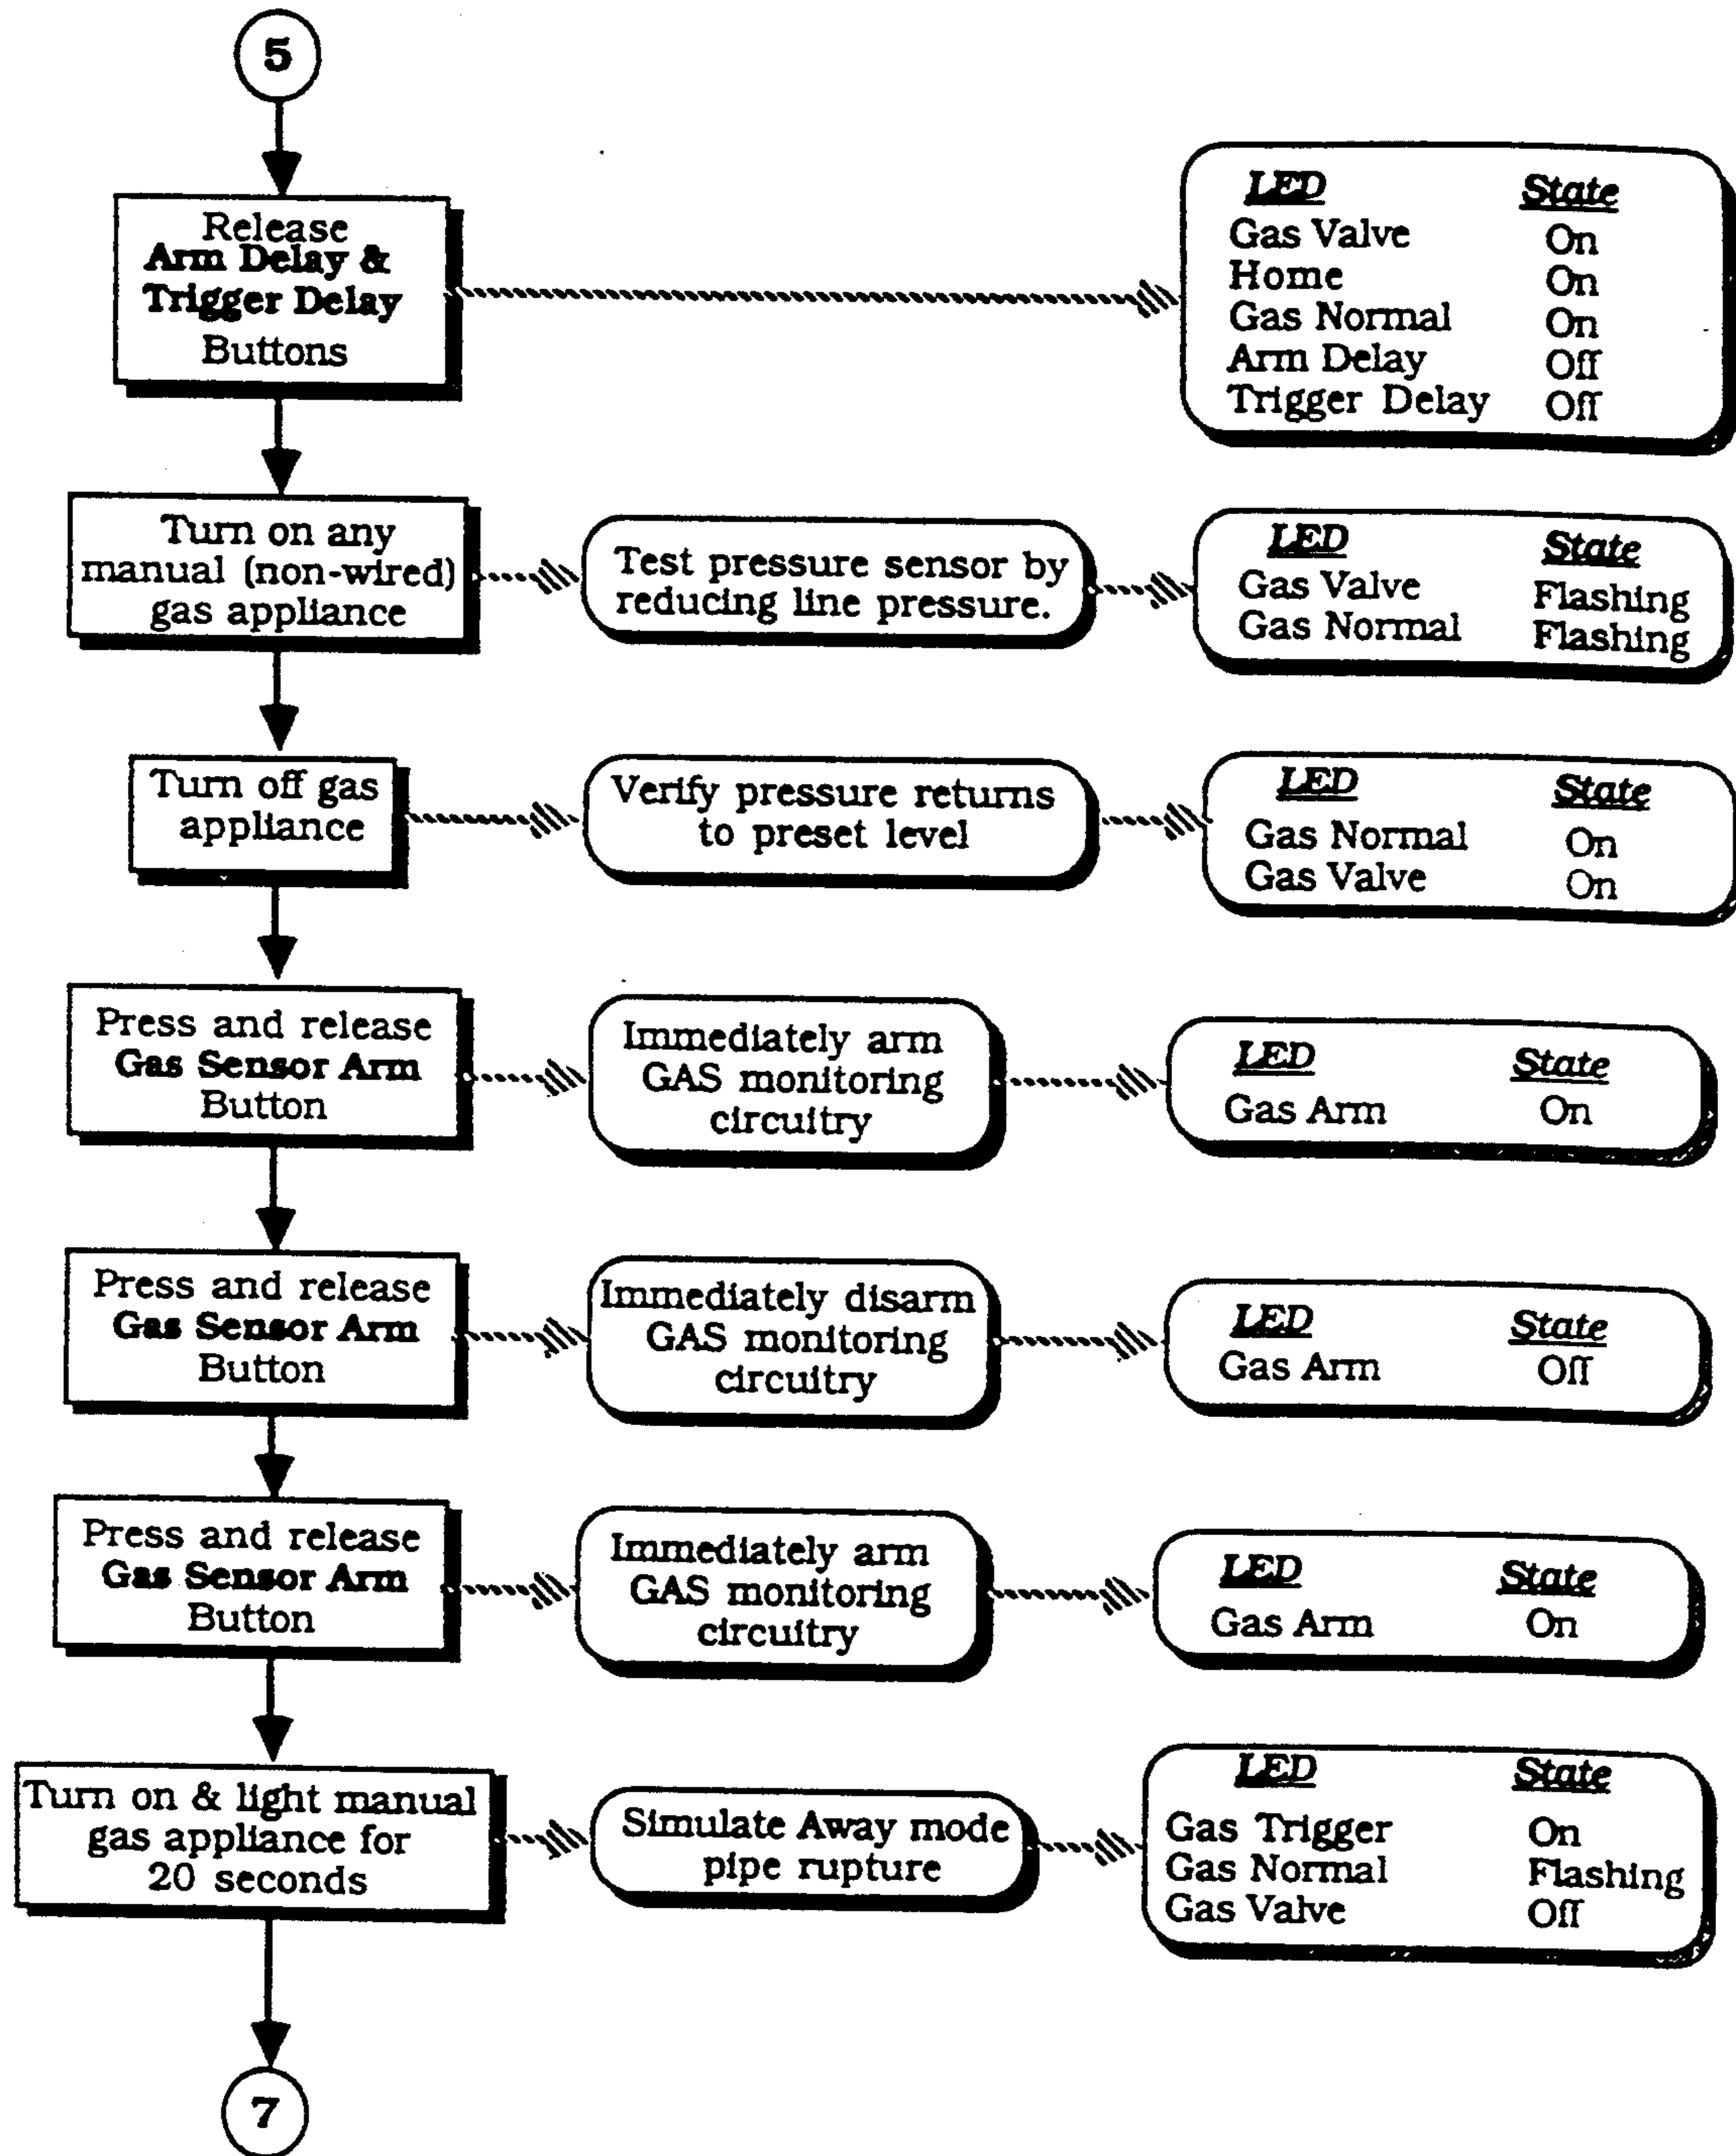 5
Release
Arm Delay &
Trigger Delay
Buttons
LED State
Gas Valve On
Home On
Gas Normal On
Arm Delay Off
Trigger Delay Off
Turn on any
manual (non-wired)
gas appliance
Test pressure sensor by
reducing line pressure.
LED State
Gas Valve Flashing
Gas Normal Flashing
Turn off gas
appliance
Verify pressure returns
to preset level
LED State
Gas Normal On
Gas Valve On
Press and release
Gas Sensor Arm
Button
Immediately arm
GAS monitoring
circuitry
LED State
Gas Arm On
Press and release
Gas Sensor Arm
Button
Immediately disarm
GAS monitoring
circuitry
LED State
Gas Arm Off
Press and release
Gas Sensor Arm
Button
Immediately arm
GAS monitoring
circuitry
LED State
Gas Arm On
Turn on & light manual
gas appliance for
20 seconds
Simulate Away mode
pipe rupture
LED State
Gas Trigger On
Gas Normal Flashing
Gas Valve Off
7